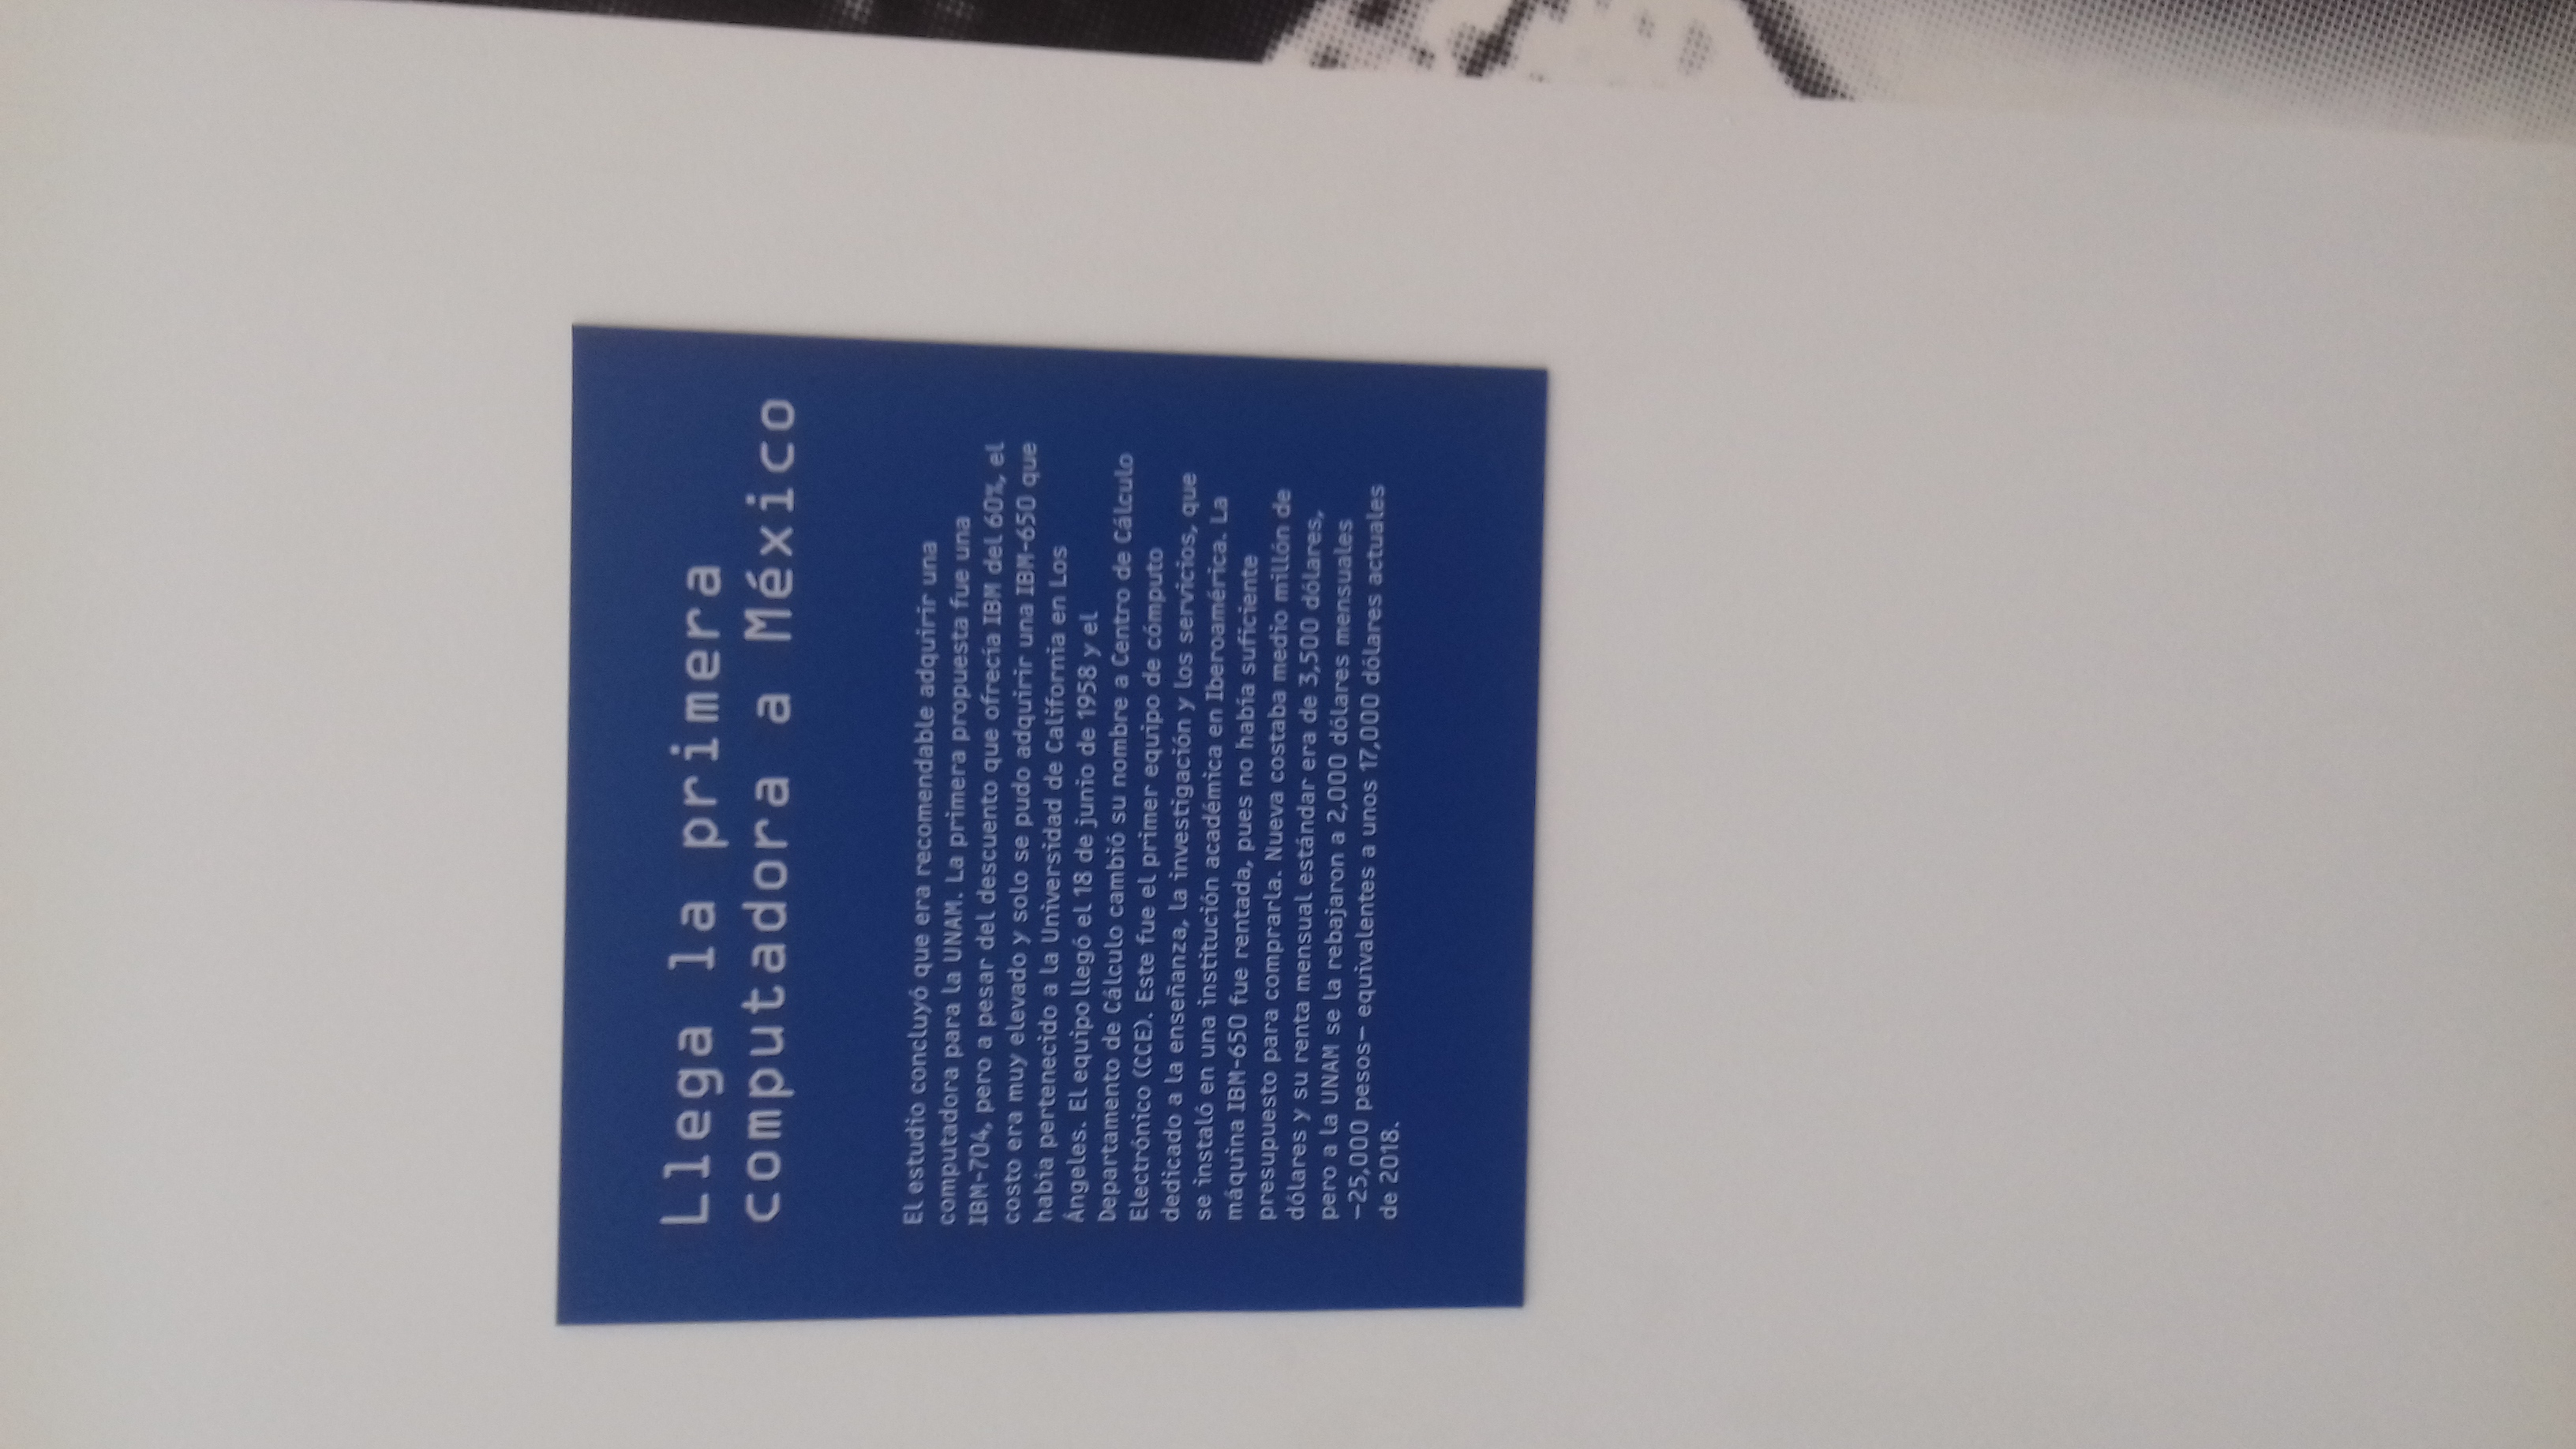 Llega la primera
computadora a México
El estudio concluyó que era recomendable adquirir una
computadora para la UNAM. La primera propuesta fue una
IBM-704, pero a pesar del descuento que ofrecía IBM del 60%, el
costo era muy elevado y solo se pudo adquirir una IBM-650 que
había pertenecido a la Universidad de California en Los
Ángeles. El equipo llegó el 18 de junio de 1958 y el
Departamento de Cálculo cambió su nombre a Centro de Cálculo
Electrónico (CCE). Este fue el primer equipo de cómputo
dedicado a la enseñanza, la investigación y los servicios, que
se instaló en una institución académica en Iberoamérica. La
máquina IBM-650 fue rentada, pues no había suficiente
presupuesto para comprarla. Nueva costaba medio millón de
dólares y su renta mensual estándar era de 3,500 dólares,
pero a la UNAM se la rebajaron a 2,000 dólares mensuales
–25,000 pesos– equivalentes a unos 17,000 dólares actuales
de 2018.